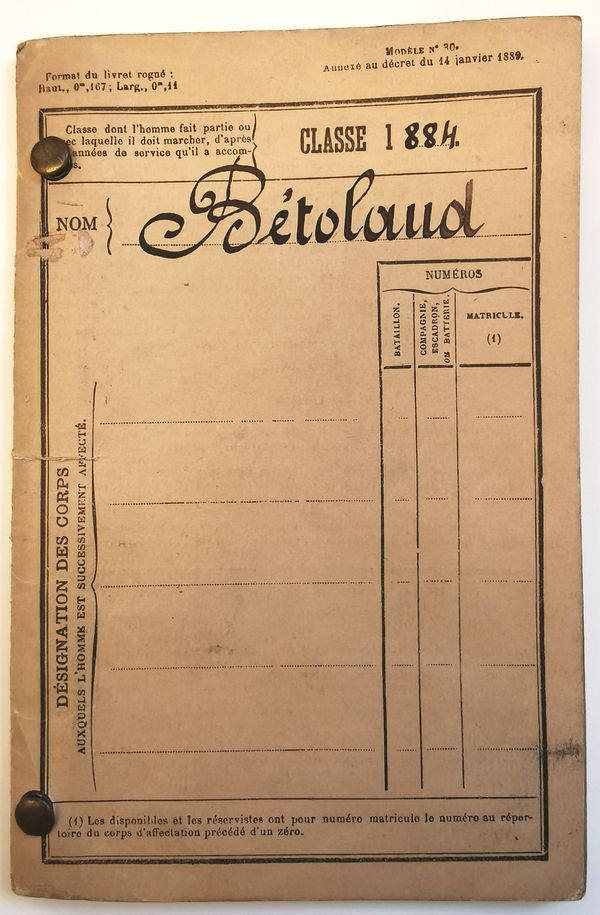 Format du livret rogné :
Haut., 0ᵐ,167; Larg., 0ᵐ,11
MODÈLE N° 30.
Annexé au décret du 14 janvier 1889.
Classe dont l'homme fait partie ou
laquelle il doit marcher, d'après
années de service qu'il a accom-
CLASSE 1884.
NOM
Bétolaud
NUMÉROS
BATAILLON.
COMPAGNIE,
ESCADRON,
ou BATTERIE.
MATRICULE.
(1)
DÉSIGNATION DES CORPS
AUXQUELS L'HOMME EST SUCCESSIVEMENT AFFECTÉ.
(1) Les disponibles et les réservistes ont pour numéro matricule le numéro au réper-
toire du corps d'affectation précédé d'un zéro.